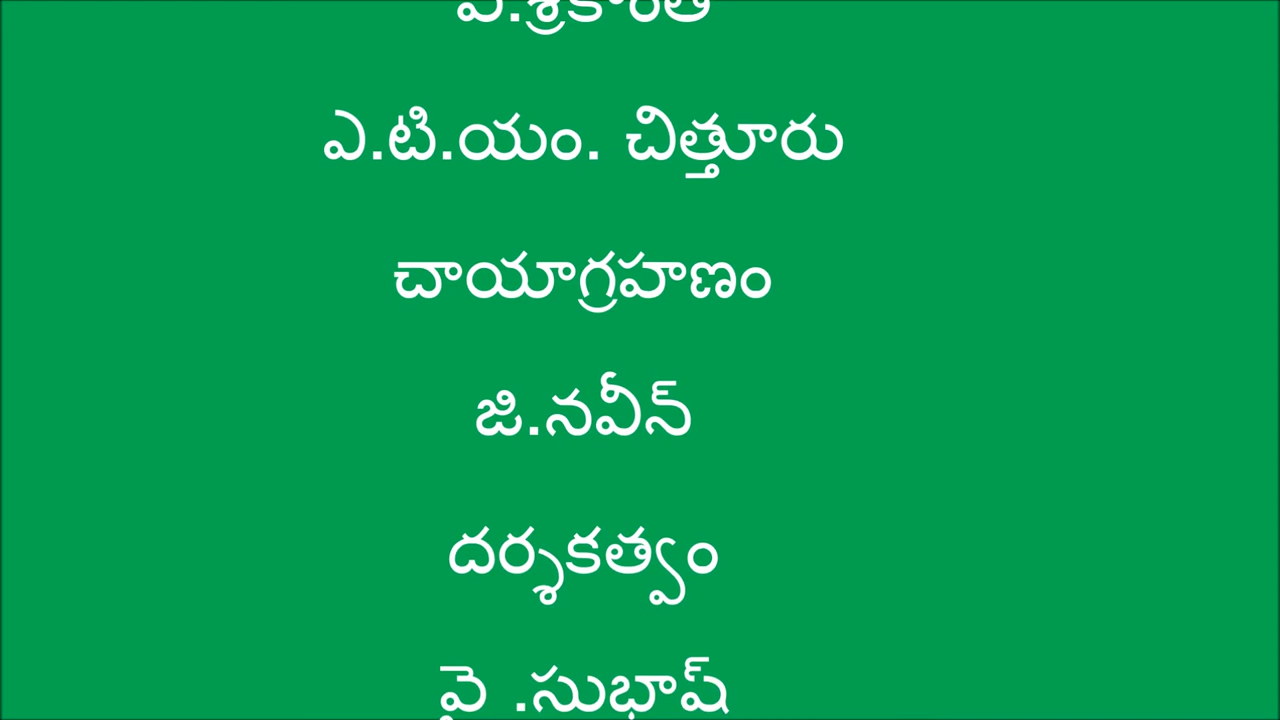 ఎ.టి.యం. చిత్తూరు
చాయాగ్రహణం
జి.నవీన్
దర్శకత్వం
వై .సుభాష్